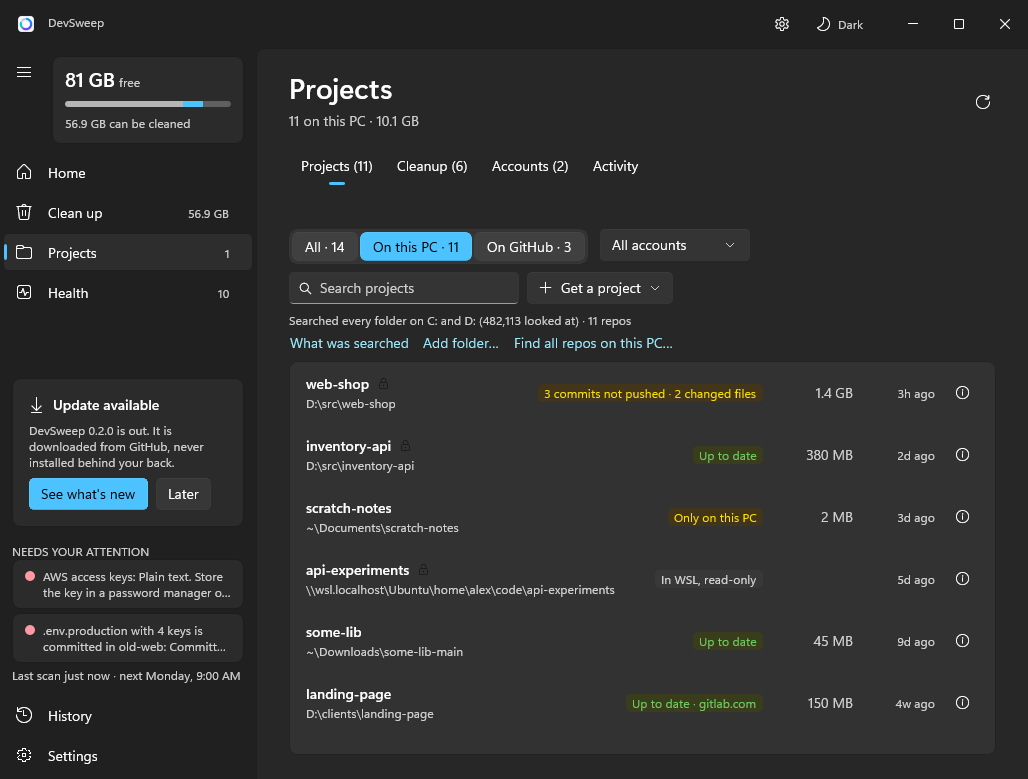 DevSweep
Dark
81 GB free
56.9 GB can be cleaned
Home
Clean up 56.9 GB
Projects 1
Health 10
Update available
DevSweep 0.2.0 is out. It is
downloaded from GitHub, never
installed behind your back.
See what's new Later
NEEDS YOUR ATTENTION
AWS access keys: Plain text. Store
the key in a password manager o...
.env.production with 4 keys is
committed in old-web: Committ...
Last scan just now · next Monday, 9:00 AM
History
Settings
Projects
11 on this PC · 10.1 GB
Projects (11) Cleanup (6) Accounts (2) Activity
All · 14 On this PC · 11 On GitHub · 3 All accounts
Search projects Get a project
Searched every folder on C: and D: (482,113 looked at) · 11 repos
What was searched Add folder... Find all repos on this PC...
web-shop
D:\src\web-shop
3 commits not pushed · 2 changed files 1.4 GB 3h ago
inventory-api
D:\src\inventory-api
Up to date 380 MB 2d ago
scratch-notes
~\Documents\scratch-notes
Only on this PC 2 MB 3d ago
api-experiments
\\wsl.localhost\Ubuntu\home\alex\code\api-experiments
In WSL, read-only 5d ago
some-lib
~\Downloads\some-lib-main
Up to date 45 MB 9d ago
landing-page
D:\clients\landing-page
Up to date · gitlab.com 150 MB 4w ago